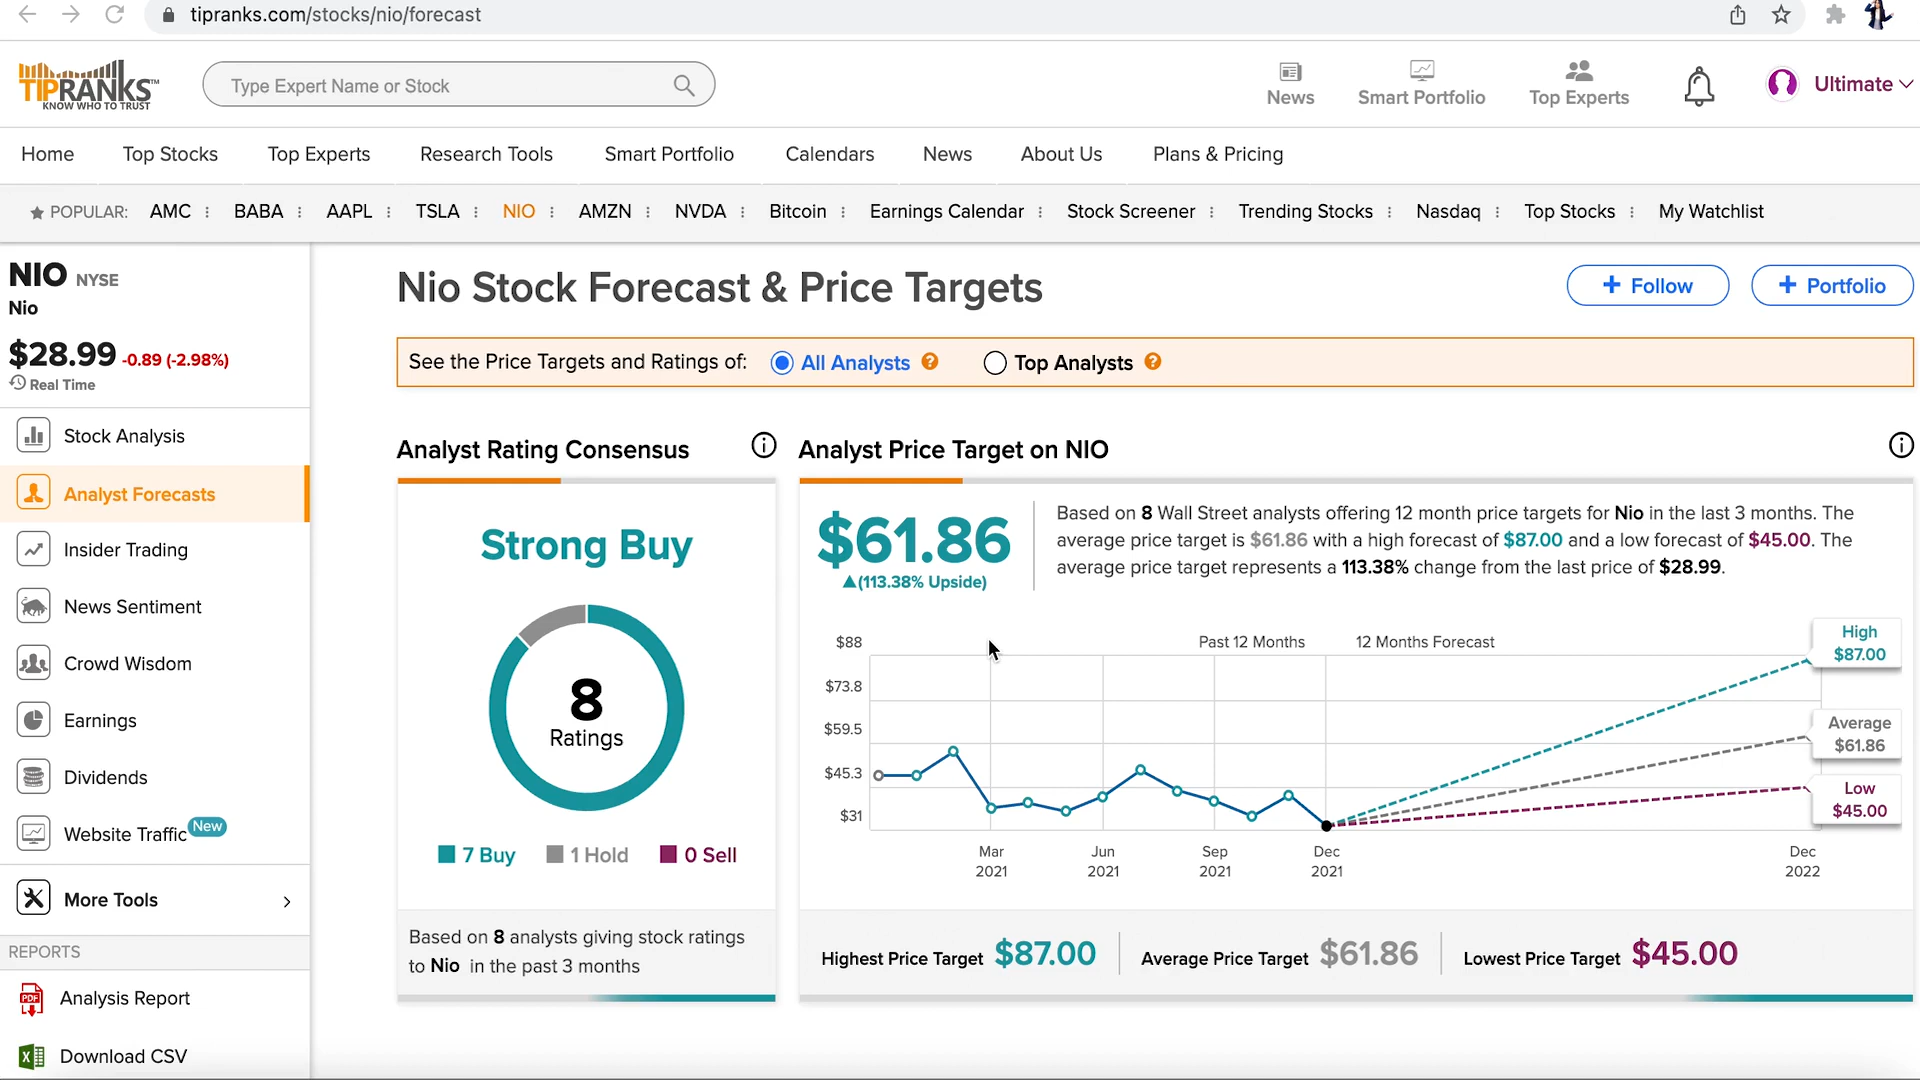 tipranks.com/stocks/nio/forecast
TIPRANKS™
KNOW WHO TO TRUST
Type Expert Name or Stock
News
Smart Portfolio
Top Experts
Ultimate
Home Top Stocks Top Experts Research Tools Smart Portfolio Calendars News About Us Plans & Pricing
POPULAR: AMC BABA AAPL TSLA NIO AMZN NVDA Bitcoin Earnings Calendar Stock Screener Trending Stocks Nasdaq Top Stocks My Watchlist
NIO NYSE
Nio
$28.99 -0.89 (-2.98%)
Real Time
Stock Analysis
Analyst Forecasts
Insider Trading
News Sentiment
Crowd Wisdom
Earnings
Dividends
Website Traffic New
More Tools
REPORTS
PDF
Analysis Report
X
Download CSV
Nio Stock Forecast & Price Targets
+ Follow
+ Portfolio
See the Price Targets and Ratings of: All Analysts ? Top Analysts ?
Analyst Rating Consensus
Strong Buy
8
Ratings
7 Buy 1 Hold 0 Sell
Based on 8 analysts giving stock ratings
to Nio in the past 3 months
Analyst Price Target on NIO
$61.86
▲(113.38% Upside)
Based on 8 Wall Street analysts offering 12 month price targets for Nio in the last 3 months. The
average price target is $61.86 with a high forecast of $87.00 and a low forecast of $45.00. The
average price target represents a 113.38% change from the last price of $28.99.
Past 12 Months 12 Months Forecast
$88
$73.8
$59.5
$45.3
$31
High
$87.00
Average
$61.86
Low
$45.00
Mar Jun Sep Dec Dec
2021 2021 2021 2021 2022
Highest Price Target $87.00 Average Price Target $61.86 Lowest Price Target $45.00